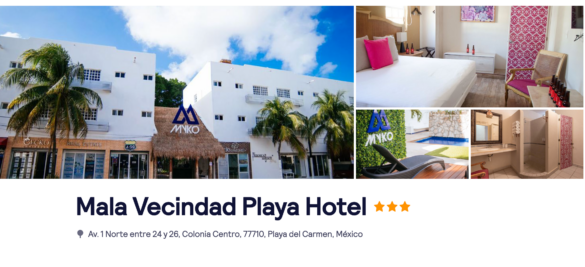 MYKO
MYKO
Mala Vecindad Playa Hotel
Av. 1 Norte entre 24 y 26, Colonia Centro, 77710, Playa del Carmen, México